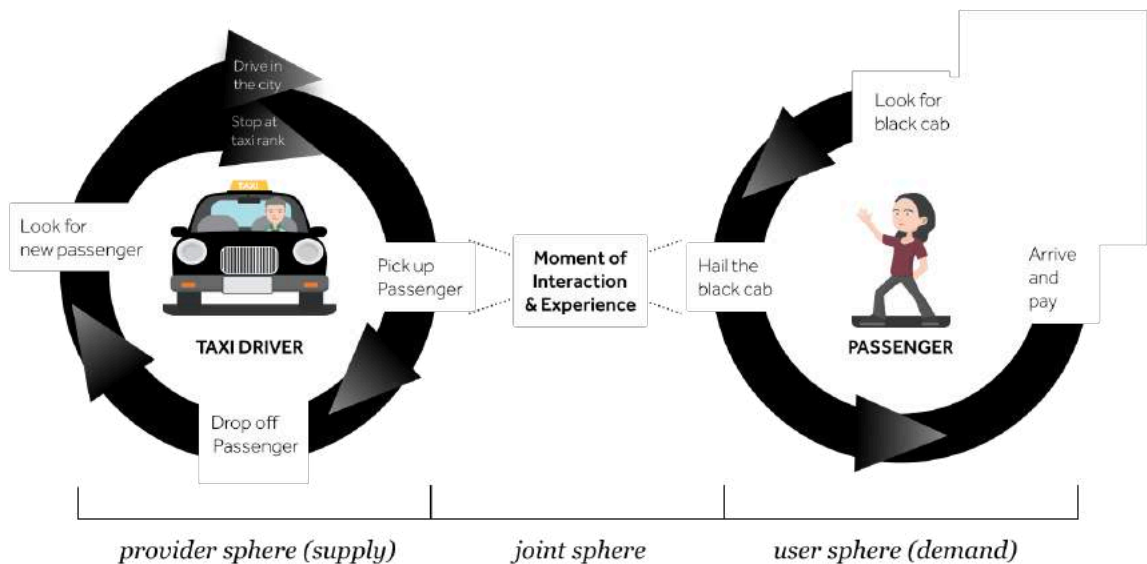 Drive in
the city
Stop at
taxi rank
TAXI
Look for
new passenger
Pick up
Passenger
TAXI DRIVER
Drop off
Passenger
Moment of
Interaction
& Experience
Look for
black cab
Hail the
black cab
Arrive
and
pay
PASSENGER
provider sphere (supply)
joint sphere
user sphere (demand)